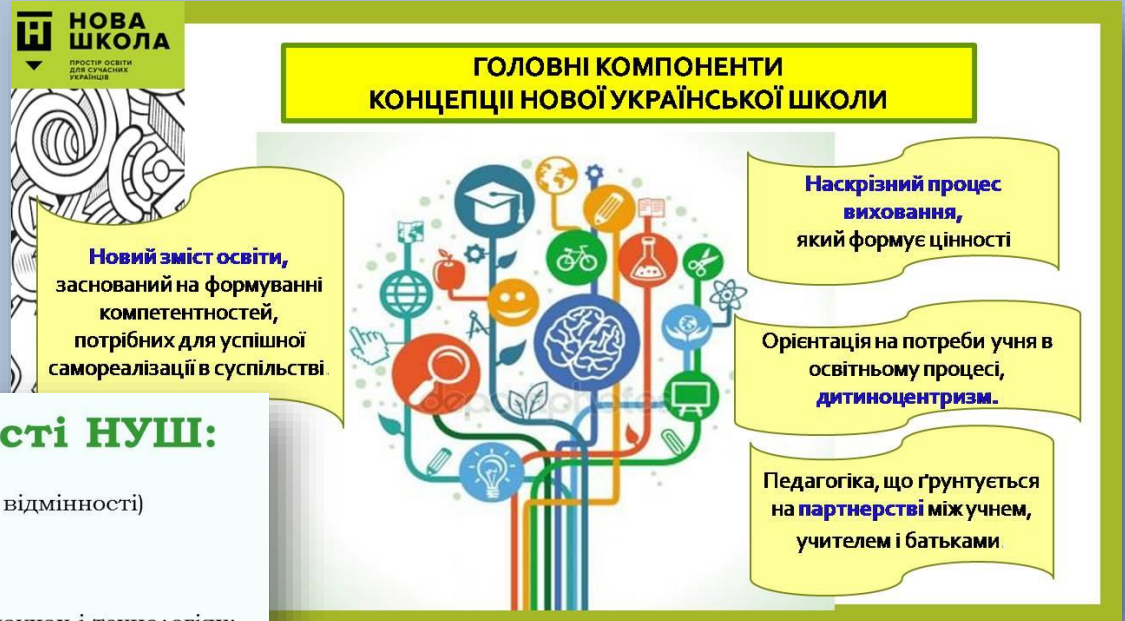 НОВА
ШКОЛА
ПРОСТІР ОСВІТИ
ДЛЯ СУЧАСНИХ
УКРАЇНЦІВ
ГОЛОВНІ КОМПОНЕНТИ
КОНЦЕПЦІІ НОВОЇ УКРАЇНСЬКОЇ ШКОЛИ
Новий зміст освіти,
заснований на формуванні
компетентностей,
потрібних для успішної
самореалізації в суспільстві.
Наскрізний процес
виховання,
який формує цінності
Орієнтація на потреби учня в
освітньому процесі,
дитиноцентризм.
Педагогіка, що ґрунтується
на партнерстві між учнем,
учителем і батьками.
depositphotos
сті НУШ:
відмінності)